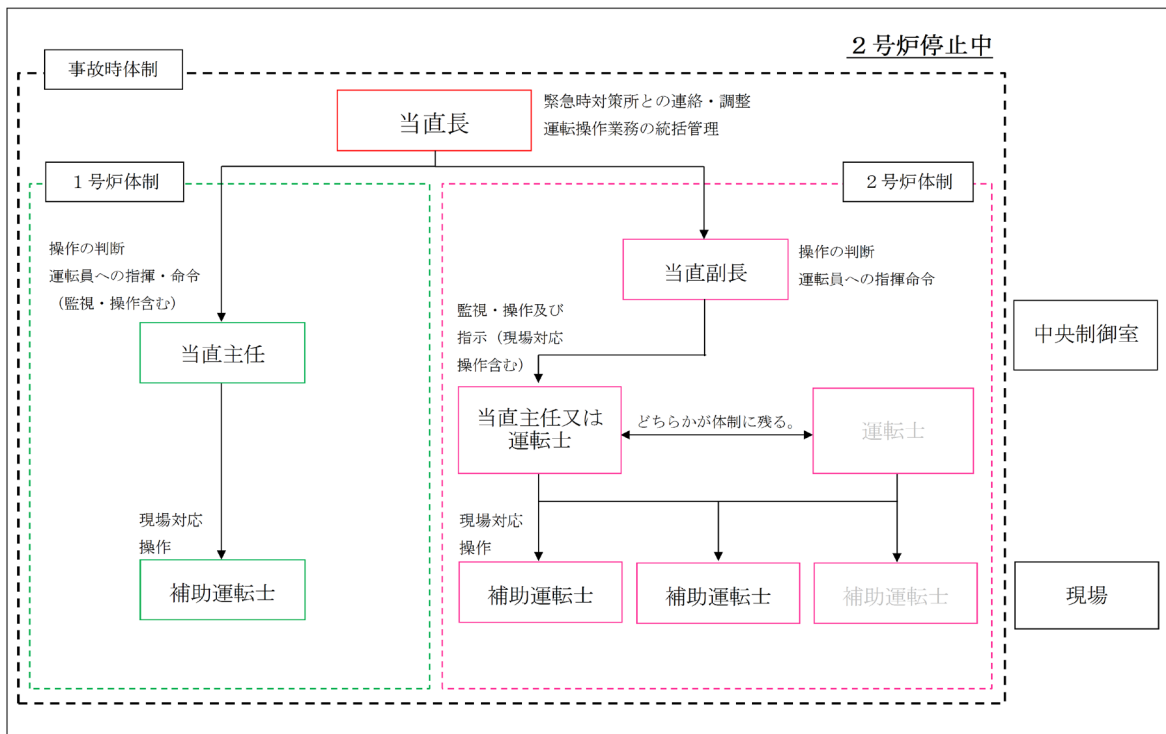 ２号炉停止中
事故時体制
当直長
緊急時対策所との連絡・調整
運転操作業務の統括管理
１号炉体制
２号炉体制
操作の判断
運転員への指揮・命令
（監視・操作含む）
当直主任
現場対応
操作
補助運転士
当直副長
操作の判断
運転員への指揮命令
監視・操作及び
指示（現場対応
操作含む）
当直主任又は
運転士
どちらかが体制に残る。
運転士
現場対応
操作
補助運転士
補助運転士
補助運転士
中央制御室
現場